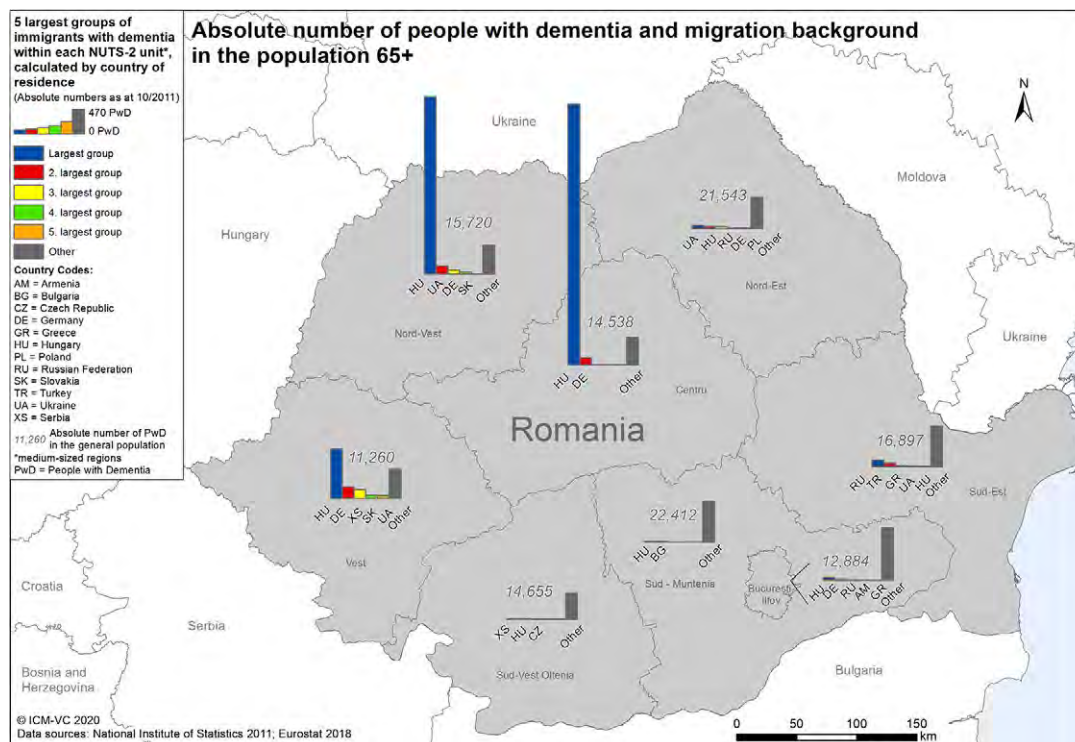 5 largest groups of
immigrants with dementia
within each NUTS-2 unit*,
calculated by country of
residence
(Absolute numbers as at 10/2011)
470 PwD
0 PwD
Largest group
2. largest group
3. largest group
4. largest group
5. largest group
Other
Country Codes:
AM = Armenia
BG = Bulgaria
CZ = Czech Republic
DE = Germany
GR = Greece
HU = Hungary
PL = Poland
RU = Russian Federation
SK = Slovakia
TR = Turkey
UA = Ukraine
XS = Serbia
11,260 Absolute number of PwD
in the general population
*medium-sized regions
PwD = People with Dementia
Absolute number of people with dementia and migration background
in the population 65+
N
Ukraine
Moldova
Hungary
Ukraine
15,720
HU UA DE SK Other
Nord-Vest
21,543
UA HU RU DE PL Other
Nord-Est
14,538
HU DE Other
Centru
Romania
11,260
HU DE XS SK UA Other
Vest
16,897
RU TR GR UA HU Other
Sud-Est
22,412
HU BG Other
Sud - Muntenia
12,884
HU DE RU AM GR Other
Bucuresti
Ilfov
14,655
XS HU CZ Other
Sud-Vest Oltenia
Croatia
Serbia
Bosnia and
Herzegovina
Bulgaria
0 50 100 150
km
© ICM-VC 2020
Data sources: National Institute of Statistics 2011; Eurostat 2018